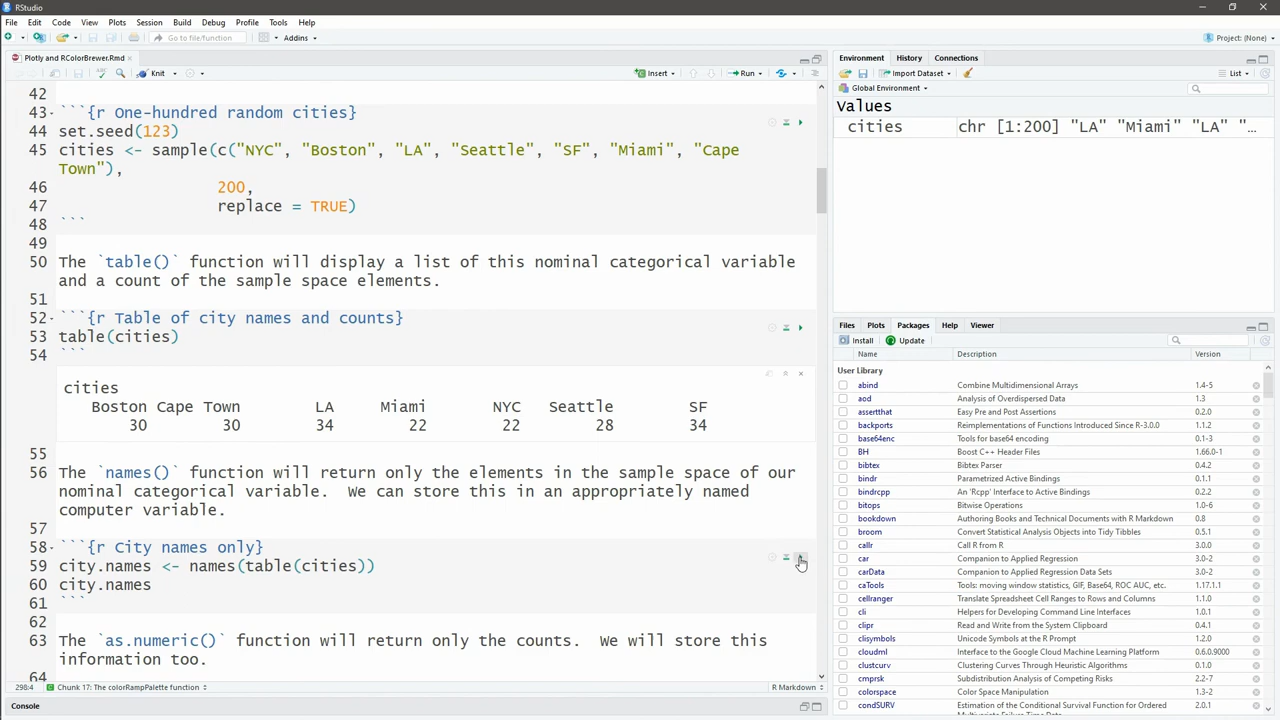 RStudio
File Edit Code View Plots Session Build Debug Profile Tools Help
Go to file/function Addins Project: (None)
Plotly and RColorBrewer.Rmd
Knit Insert Run
42
43 ```{r One-hundred random cities}
44 set.seed(123)
45 cities <- sample(c("NYC", "Boston", "LA", "Seattle", "SF", "Miami", "Cape
Town"),
46 200,
47 replace = TRUE)
48 ```
49
50 The `table()` function will display a list of this nominal categorical variable
and a count of the sample space elements.
51
52 ```{r Table of city names and counts}
53 table(cities)
54 ```
cities
Boston Cape Town LA Miami NYC Seattle SF
30 30 34 22 22 28 34
55
56 The `names()` function will return only the elements in the sample space of our
nominal categorical variable.  We can store this in an appropriately named
computer variable.
57
58 ```{r City names only}
59 city.names <- names(table(cities))
60 city.names
61 ```
62
63 The `as.numeric()` function will return only the counts.  We will store this
information too.
64
298:4 Chunk 17: The colorRampPalette function R Markdown
Console
Environment History Connections
Import Dataset List
Global Environment
Values
cities chr [1:200] "LA" "Miami" "LA" "…
Files Plots Packages Help Viewer
Install Update
Name Description Version
User Library
abind Combine Multidimensional Arrays 1.4-5
aod Analysis of Overdispersed Data 1.3
assertthat Easy Pre and Post Assertions 0.2.0
backports Reimplementations of Functions Introduced Since R-3.0.0 1.1.2
base64enc Tools for base64 encoding 0.1-3
BH Boost C++ Header Files 1.66.0-1
bibtex Bibtex Parser 0.4.2
bindr Parametrized Active Bindings 0.1.1
bindrcpp An 'Rcpp' Interface to Active Bindings 0.2.2
bitops Bitwise Operations 1.0-6
bookdown Authoring Books and Technical Documents with R Markdown 0.8
broom Convert Statistical Analysis Objects into Tidy Tibbles 0.5.1
callr Call R from R 3.0.0
car Companion to Applied Regression 3.0-2
carData Companion to Applied Regression Data Sets 3.0-2
caTools Tools: moving window statistics, GIF, Base64, ROC AUC, etc. 1.17.1.1
cellranger Translate Spreadsheet Cell Ranges to Rows and Columns 1.1.0
cli Helpers for Developing Command Line Interfaces 1.0.1
clipr Read and Write from the System Clipboard 0.4.1
clisymbols Unicode Symbols at the R Prompt 1.2.0
cloudml Interface to the Google Cloud Machine Learning Platform 0.6.0.9000
clustcurv Clustering Curves Through Heuristic Algorithms 0.1.0
cmprsk Subdistribution Analysis of Competing Risks 2.2-7
colorspace Color Space Manipulation 1.3-2
condSURV Estimation of the Conditional Survival Function for Ordered 2.0.1